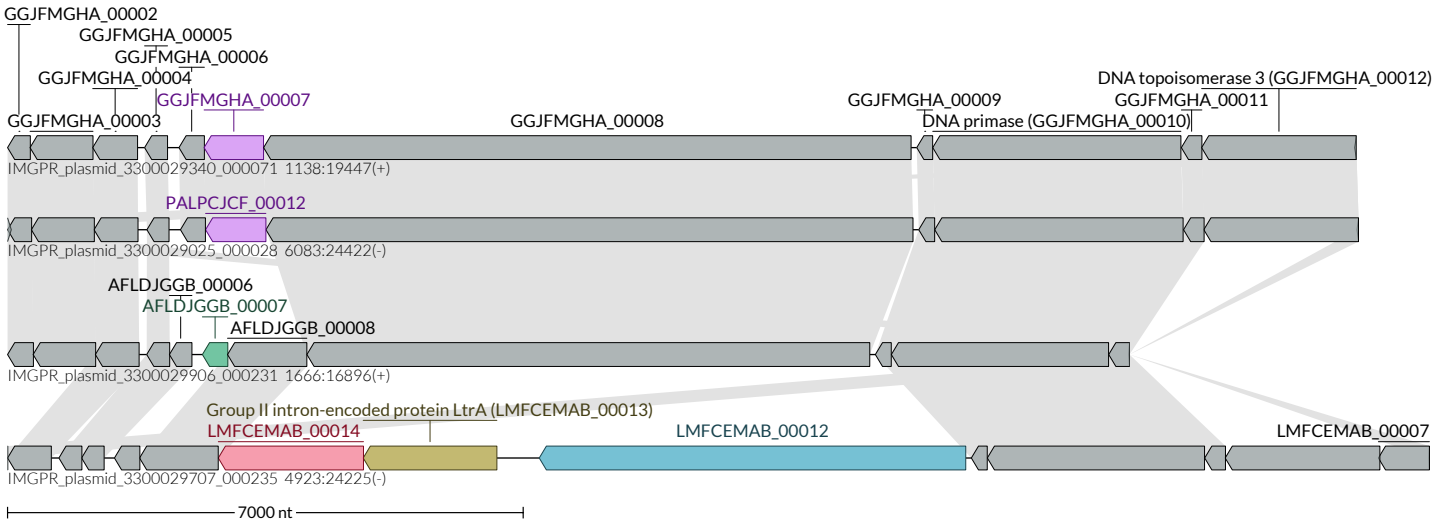 GGJFMGHA_00002
GGJFMGHA_00005
GGJFMGHA_00006
GGJFMGHA_00004
DNA topoisomerase 3 (GGJFMGHA_00012)
GGJFMGHA_00007
GGJFMGHA_00009
GGJFMGHA_00011
GGJFMGHA_00003
GGJFMGHA_00008
DNA primase (GGJFMGHA_00010)
IMGPR_plasmid_3300029340_000071 1138:19447(+)
PALPCJCF_00012
IMGPR_plasmid_3300029025_000028 6083:24422(-)
AFLDJGGB_00006
AFLDJGGB_00007
AFLDJGGB_00008
IMGPR_plasmid_3300029906_000231 1666:16896(+)
Group II intron-encoded protein LtrA (LMFCEMAB_00013)
LMFCEMAB_00014
LMFCEMAB_00012
LMFCEMAB_00007
IMGPR_plasmid_3300029707_000235 4923:24225(-)
7000 nt